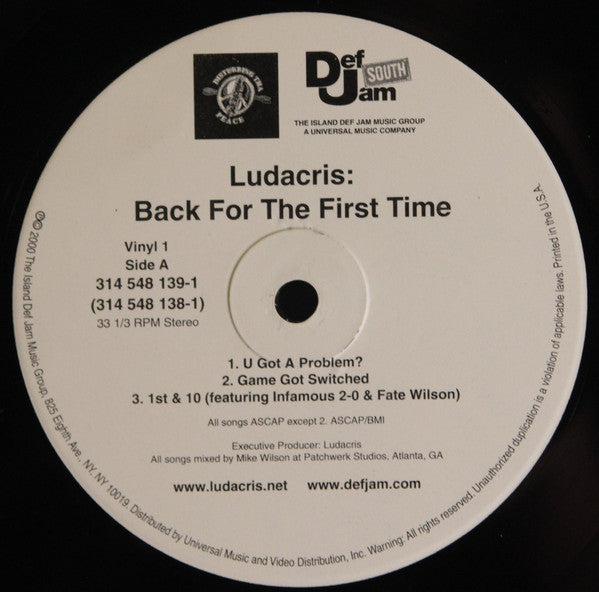 DISTURBING THA
PEACE
Def
SOUTH
Jam
THE ISLAND DEF JAM MUSIC GROUP
A UNIVERSAL MUSIC COMPANY
Ludacris:
Back For The First Time
Vinyl 1
Side A
314 548 139-1
(314 548 138-1)
33 1/3 RPM Stereo
1. U Got A Problem?
2. Game Got Switched
3. 1st & 10 (featuring Infamous 2-0 & Fate Wilson)
All songs ASCAP except 2. ASCAP/BMI
Executive Producer: Ludacris
All songs mixed by Mike Wilson at Patchwerk Studios, Atlanta, GA
www.ludacris.net www.defjam.com
℗© 2000 The Island Def Jam Music Group, 825 Eighth Ave., NY, NY 10019. Distributed by Universal Music and Video Distribution, Inc. Warning: All rights reserved. Unauthorized duplication is a violation of applicable laws. Printed in the U.S.A.